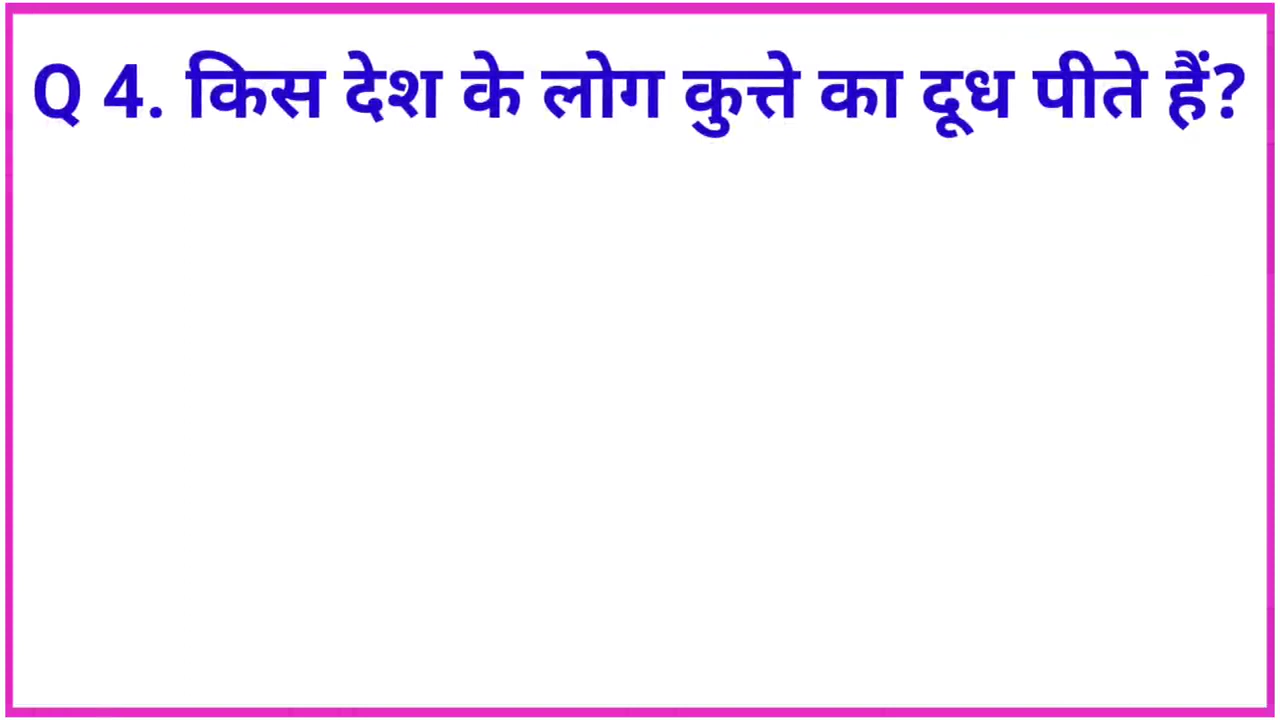 Q 4. किस देश के लोग कुत्ते का दूध पीते हैं?